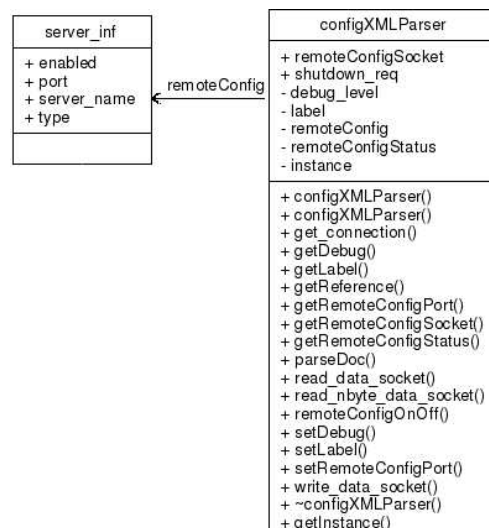 server_inf
+ enabled
+ port
+ server_name
+ type
remoteConfig
configXMLParser
+ remoteConfigSocket
+ shutdown_req
- debug_level
- label
- remoteConfig
- remoteConfigStatus
- instance
+ configXMLParser()
+ configXMLParser()
+ get_connection()
+ getDebug()
+ getLabel()
+ getReference()
+ getRemoteConfigPort()
+ getRemoteConfigSocket()
+ getRemoteConfigStatus()
+ parseDoc()
+ read_data_socket()
+ read_nbyte_data_socket()
+ remoteConfigOnOff()
+ setDebug()
+ setLabel()
+ setRemoteConfigPort()
+ write_data_socket()
+ ~configXMLParser()
+ getInstance()